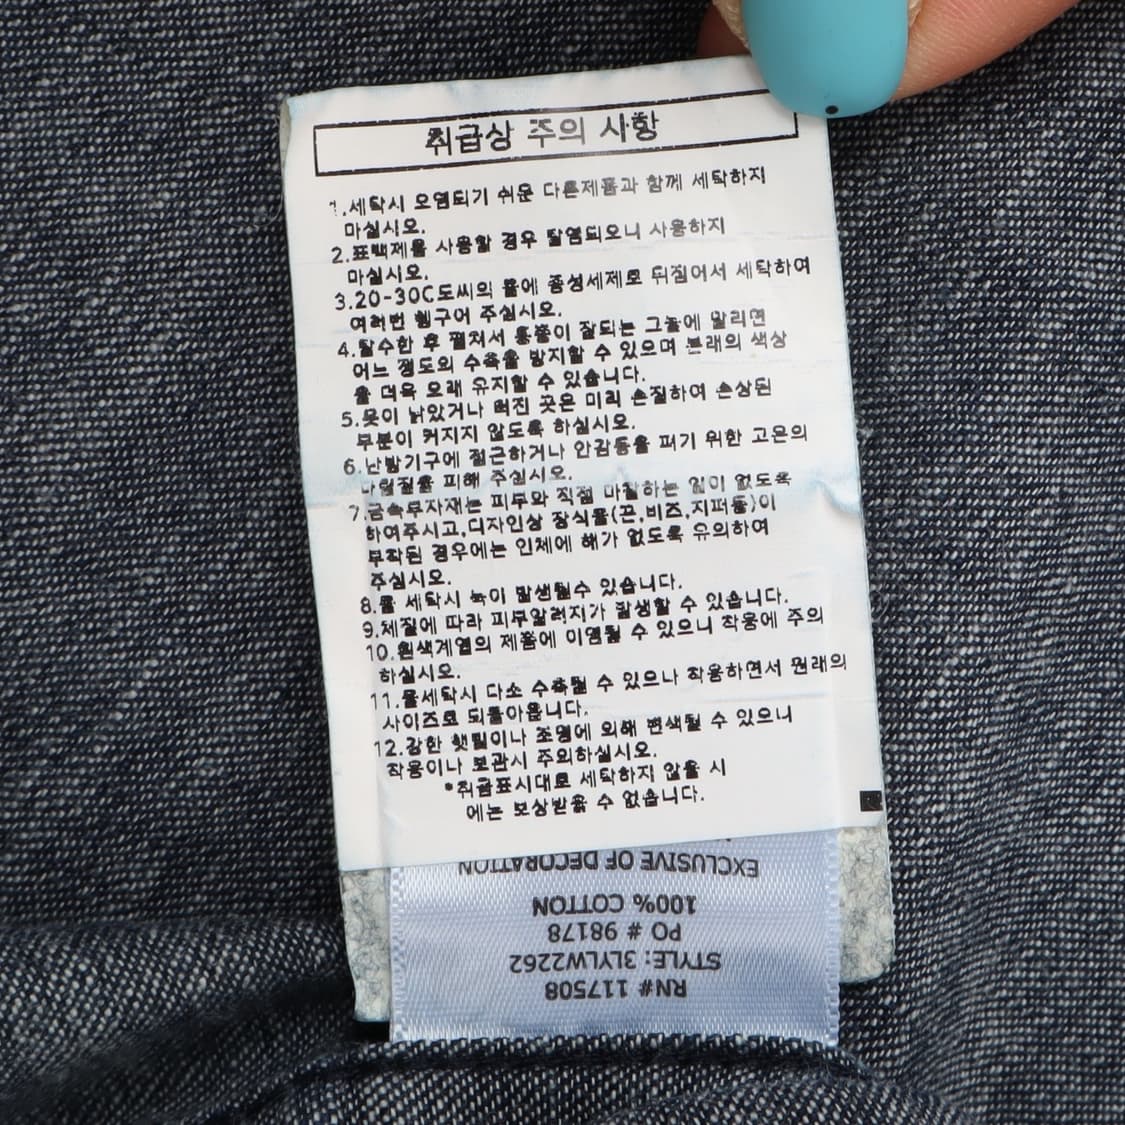 취급상 주의 사항
1.세탁시 오염되기 쉬운 다른제품과 함께 세탁하지
마십시오.
2.표백제를 사용할 경우 탈염되오니 사용하지
마십시오.
3.20-30C도씨의 물에 중성세제로 뒤집어서 세탁하여
여러번 헹구어 주십시오.
4.탈수한 후 펼쳐서 통풍이 잘되는 그늘에 말리면
어느 정도의 수축을 방지할 수 있으며 본래의 색상
을 더욱 오래 유지할 수 있습니다.
5.옷이 낡았거나 해진 곳은 미리 손질하여 손상된
부분이 커지지 않도록 하십시오.
6.난방기구에 접근하거나 안감등을 펴기 위한 고온의
다림질을 피해 주십시오.
7.금속부자재는 피부와 직접 마찰하는 일이 없도록
하여주시고,디자인상 장식물(끈,비즈,지퍼등)이
부착된 경우에는 인체에 해가 없도록 유의하여
주십시오.
8.물 세탁시 녹이 발생될수 있습니다.
9.체질에 따라 피부알러지가 발생할 수 있습니다.
10.흰색계열의 제품에 이염될 수 있으니 착용에 주의
하십시오.
11.물세탁시 다소 수축될 수 있으나 착용하면서 원래의
사이즈로 되돌아옵니다.
12.강한 햇빛이나 조명에 의해 변색될 수 있으니
착용이나 보관시 주의하십시오.
*취급표시대로 세탁하지 않을 시
에는 보상받을 수 없습니다.
RN# 117508
STYLE: 3LYLW2262
PO # 98178
100% COTTON
EXCLUSIVE OF DECORATION